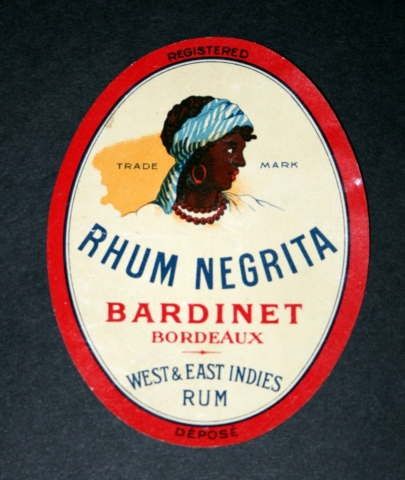 REGISTERED
TRADE MARK
RHUM NEGRITA
BARDINET
BORDEAUX
WEST & EAST INDIES
RUM
DÉPOSÉ